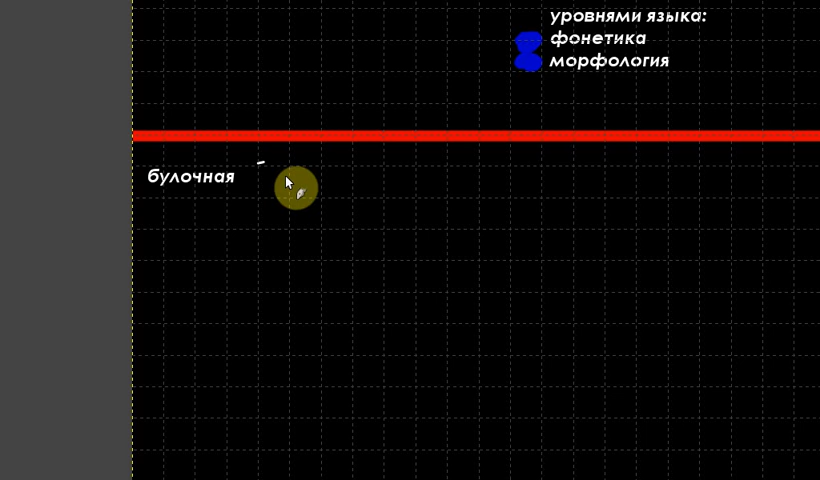 уровнями языка:
фонетика
морфология
булочная